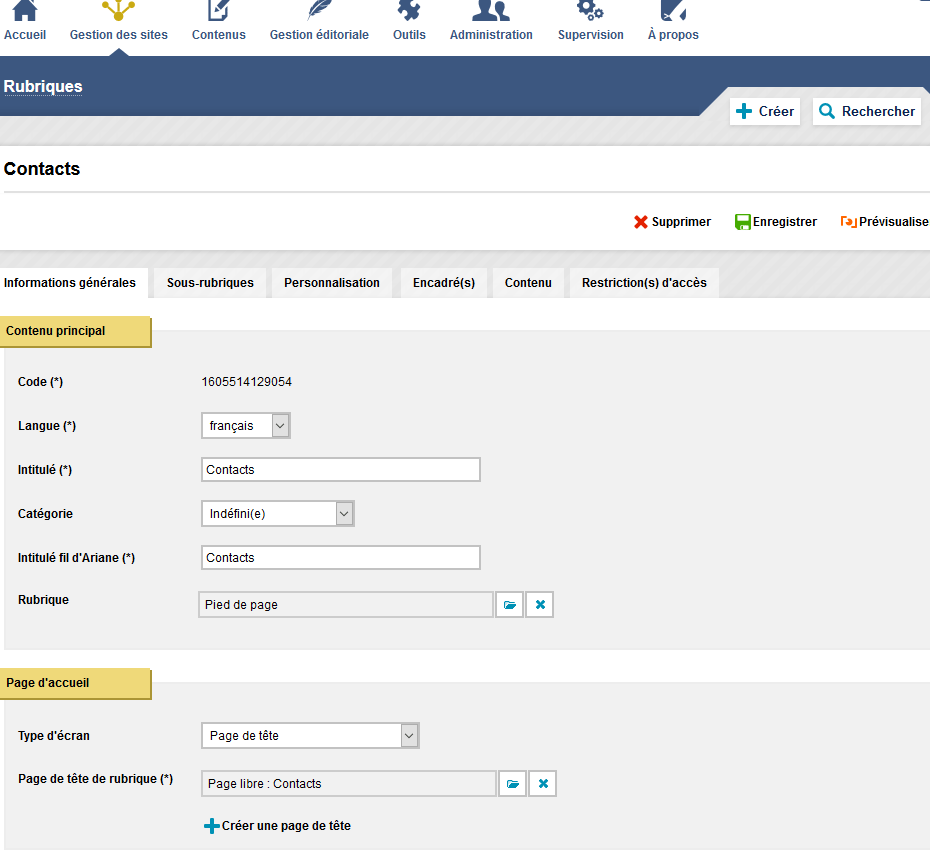 Accueil Gestion des sites Contenus Gestion éditoriale Outils Administration Supervision À propos
Rubriques
Créer Rechercher
Contacts
Supprimer Enregistrer Prévisualise
Informations générales Sous-rubriques Personnalisation Encadré(s) Contenu Restriction(s) d'accès
Contenu principal
Code (*) 1605514129054
Langue (*) français
Intitulé (*) Contacts
Catégorie Indéfini(e)
Intitulé fil d'Ariane (*) Contacts
Rubrique Pied de page
Page d'accueil
Type d'écran Page de tête
Page de tête de rubrique (*) Page libre : Contacts
Créer une page de tête